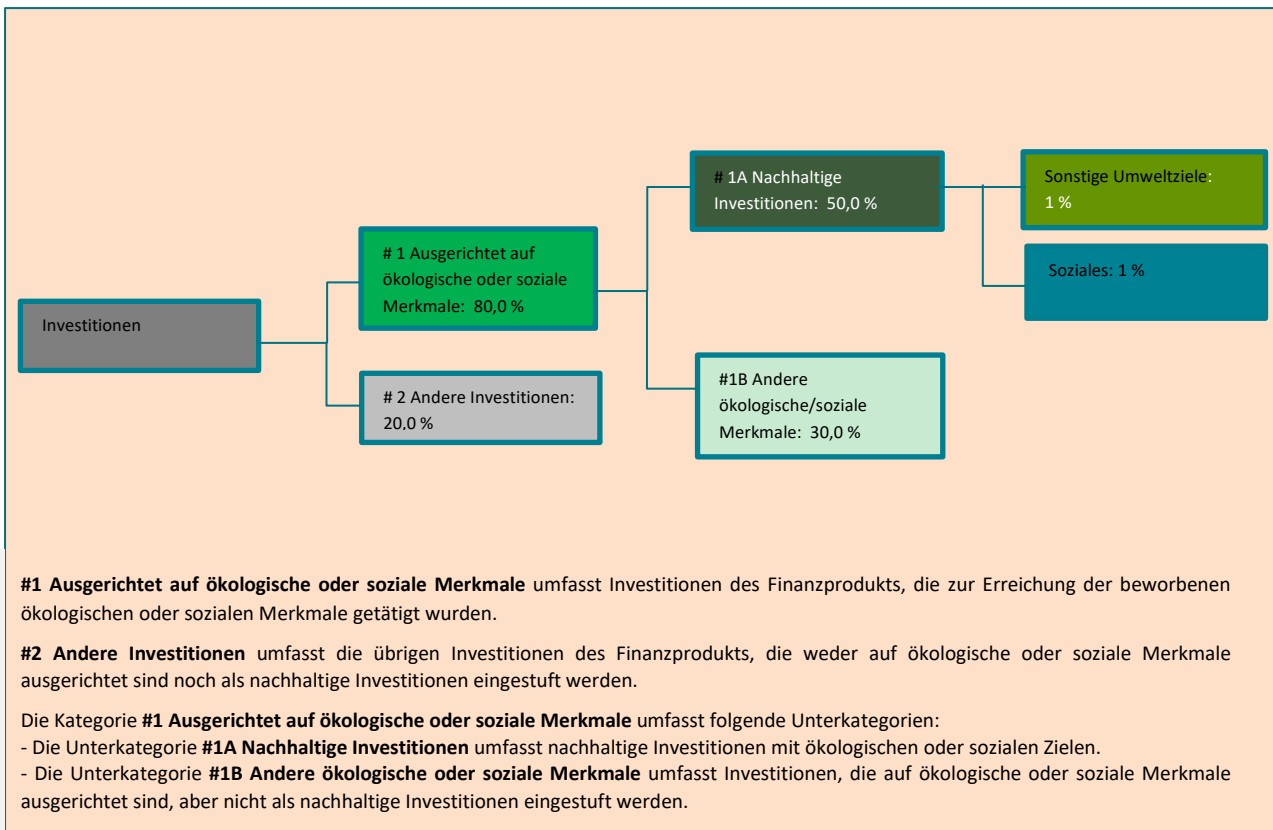 # 1A Nachhaltige
Investitionen: 50,0 %
Sonstige Umweltziele:
1 %
# 1 Ausgerichtet auf
ökologische oder soziale
Merkmale: 80,0 %
Soziales: 1 %
Investitionen
#1B Andere
ökologische/soziale
Merkmale: 30,0 %
# 2 Andere Investitionen:
20,0 %
#1 Ausgerichtet auf ökologische oder soziale Merkmale umfasst Investitionen des Finanzprodukts, die zur Erreichung der beworbenen
ökologischen oder sozialen Merkmale getätigt wurden.
#2 Andere Investitionen umfasst die übrigen Investitionen des Finanzprodukts, die weder auf ökologische oder soziale Merkmale
ausgerichtet sind noch als nachhaltige Investitionen eingestuft werden.
Die Kategorie #1 Ausgerichtet auf ökologische oder soziale Merkmale umfasst folgende Unterkategorien:
- Die Unterkategorie #1A Nachhaltige Investitionen umfasst nachhaltige Investitionen mit ökologischen oder sozialen Zielen.
- Die Unterkategorie #1B Andere ökologische oder soziale Merkmale umfasst Investitionen, die auf ökologische oder soziale Merkmale
ausgerichtet sind, aber nicht als nachhaltige Investitionen eingestuft werden.